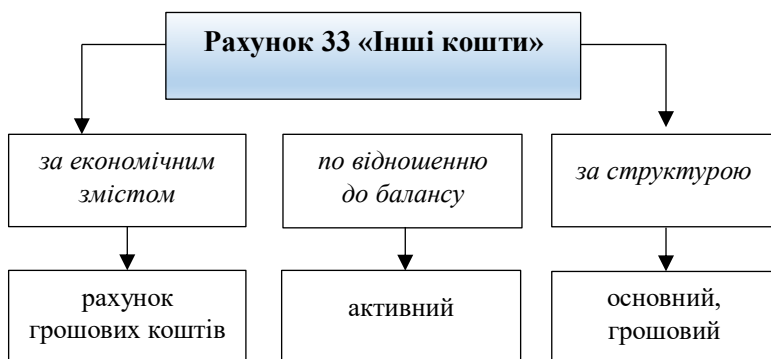 Рахунок 33 «Інші кошти»
за економічним
змістом
по відношенню
до балансу
за структурою
рахунок
грошових коштів
активний
основний,
грошовий